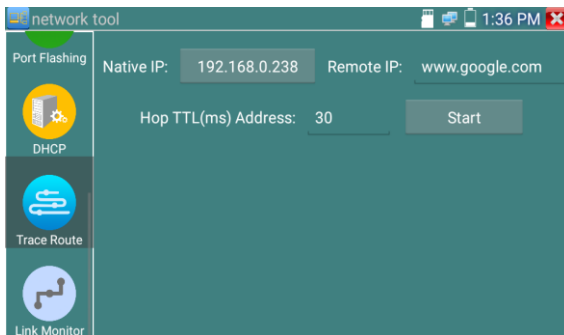 network tool
1:36 PM
Port Flashing
Native IP: 192.168.0.238 Remote IP: www.google.com
Hop TTL(ms) Address: 30 Start
DHCP
Trace Route
Link Monitor